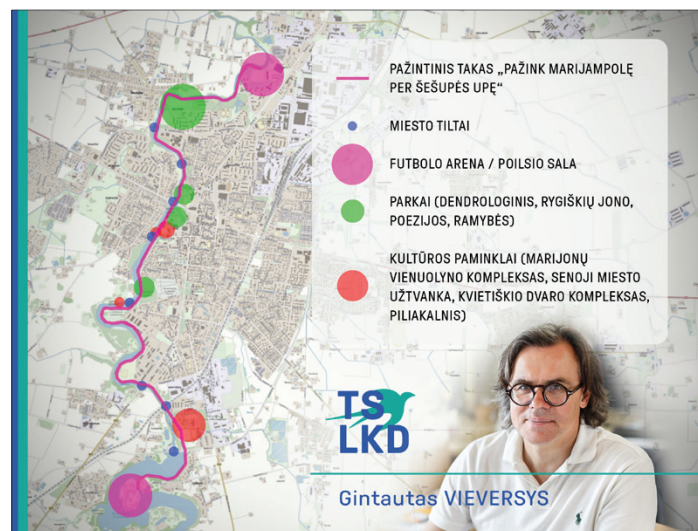 PAŽINTINIS TAKAS „PAŽINK MARIJAMPOLĘ
PER ŠEŠUPĖS UPĘ“
MIESTO TILTAI
FUTBOLO ARENA / POILSIO SALA
PARKAI (DENDROLOGINIS, RYGIŠKIŲ JONO,
POEZIJOS, RAMYBĖS)
KULTŪROS PAMINKLAI (MARIJONŲ
VIENUOLYNO KOMPLEKSAS, SENOJI MIESTO
UŽTVANKA, KVIETIŠKIO DVARO KOMPLEKSAS,
PILIAKALNIS)
TS
LKD
Gintautas VIEVERSYS